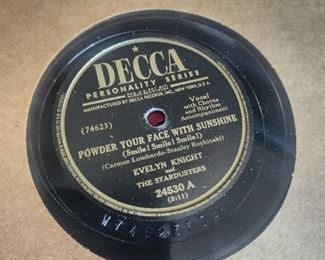 DECCA
PERSONALITY SERIES
MANUFACTURED BY DECCA RECORDS, INC., NEW YORK, U.S.A.
Vocal
with Chorus
and Rhythm
Accompaniment
(74623)
POWDER YOUR FACE WITH SUNSHINE
(Smile! Smile! Smile!)
(Carmen Lombardo-Stanley Rochinski)
EVELYN KNIGHT
and
THE STARDUSTERS
24530 A
(2:11)